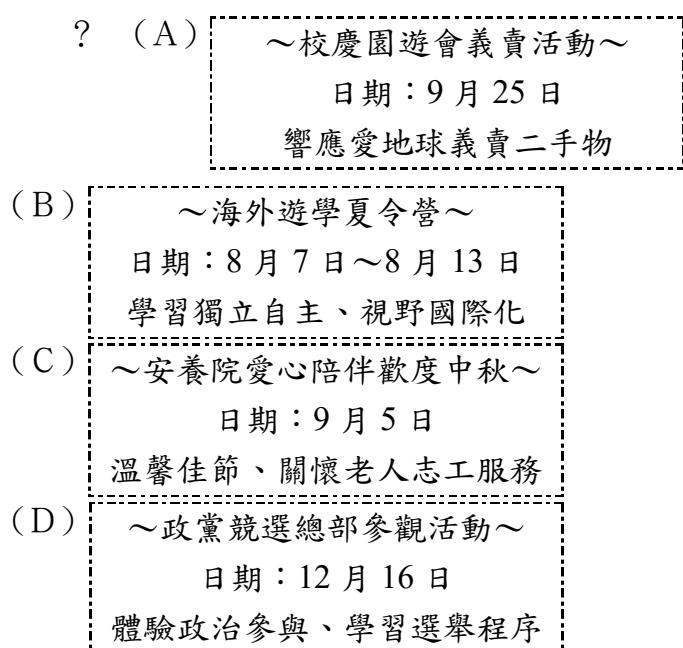 ? （A）～校慶園遊會義賣活動～
日期：9 月 25 日
響應愛地球義賣二手物
（B）～海外遊學夏令營～
日期：8 月 7 日～8 月 13 日
學習獨立自主、視野國際化
（C）～安養院愛心陪伴歡度中秋～
日期：9 月 5 日
溫馨佳節、關懷老人志工服務
（D）～政黨競選總部參觀活動～
日期：12 月 16 日
體驗政治參與、學習選舉程序